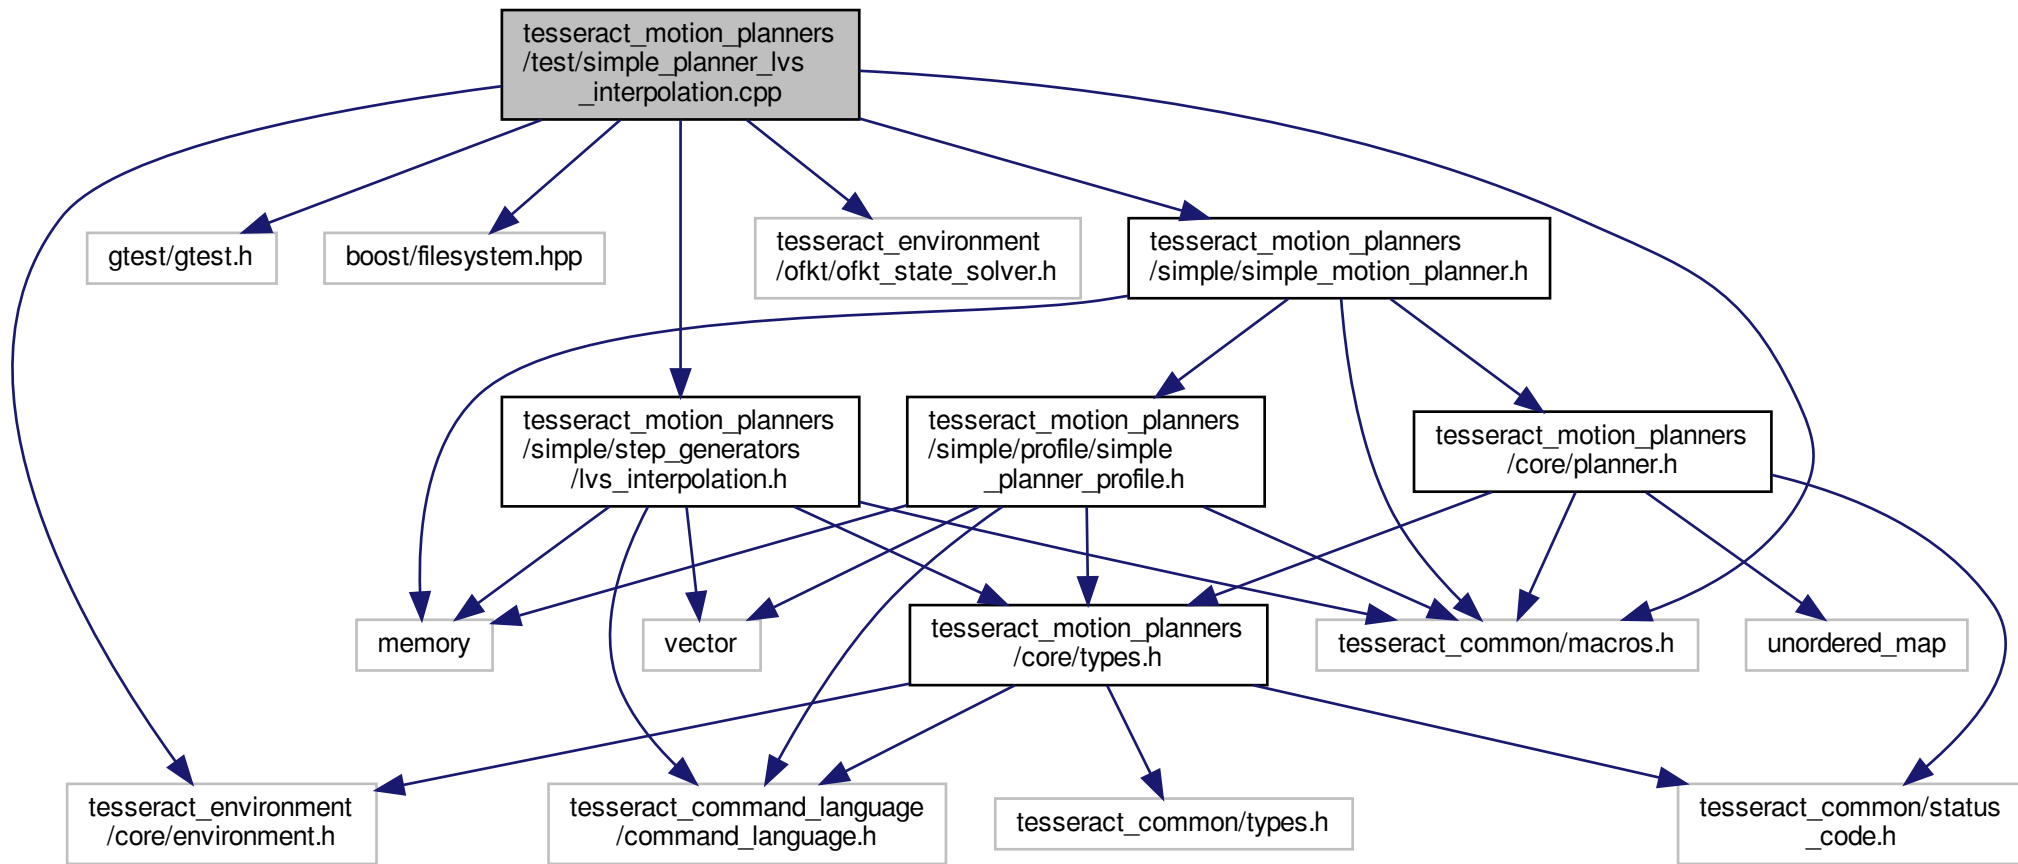 tesseract_motion_planners
/test/simple_planner_lvs
_interpolation.cpp
gtest/gtest.h
boost/filesystem.hpp
tesseract_environment
/ofkt/ofkt_state_solver.h
tesseract_motion_planners
/simple/simple_motion_planner.h
tesseract_motion_planners
/simple/step_generators
/lvs_interpolation.h
tesseract_motion_planners
/simple/profile/simple
_planner_profile.h
tesseract_motion_planners
/core/planner.h
memory
vector
tesseract_motion_planners
/core/types.h
tesseract_common/macros.h
unordered_map
tesseract_environment
/core/environment.h
tesseract_command_language
/command_language.h
tesseract_common/types.h
tesseract_common/status
_code.h